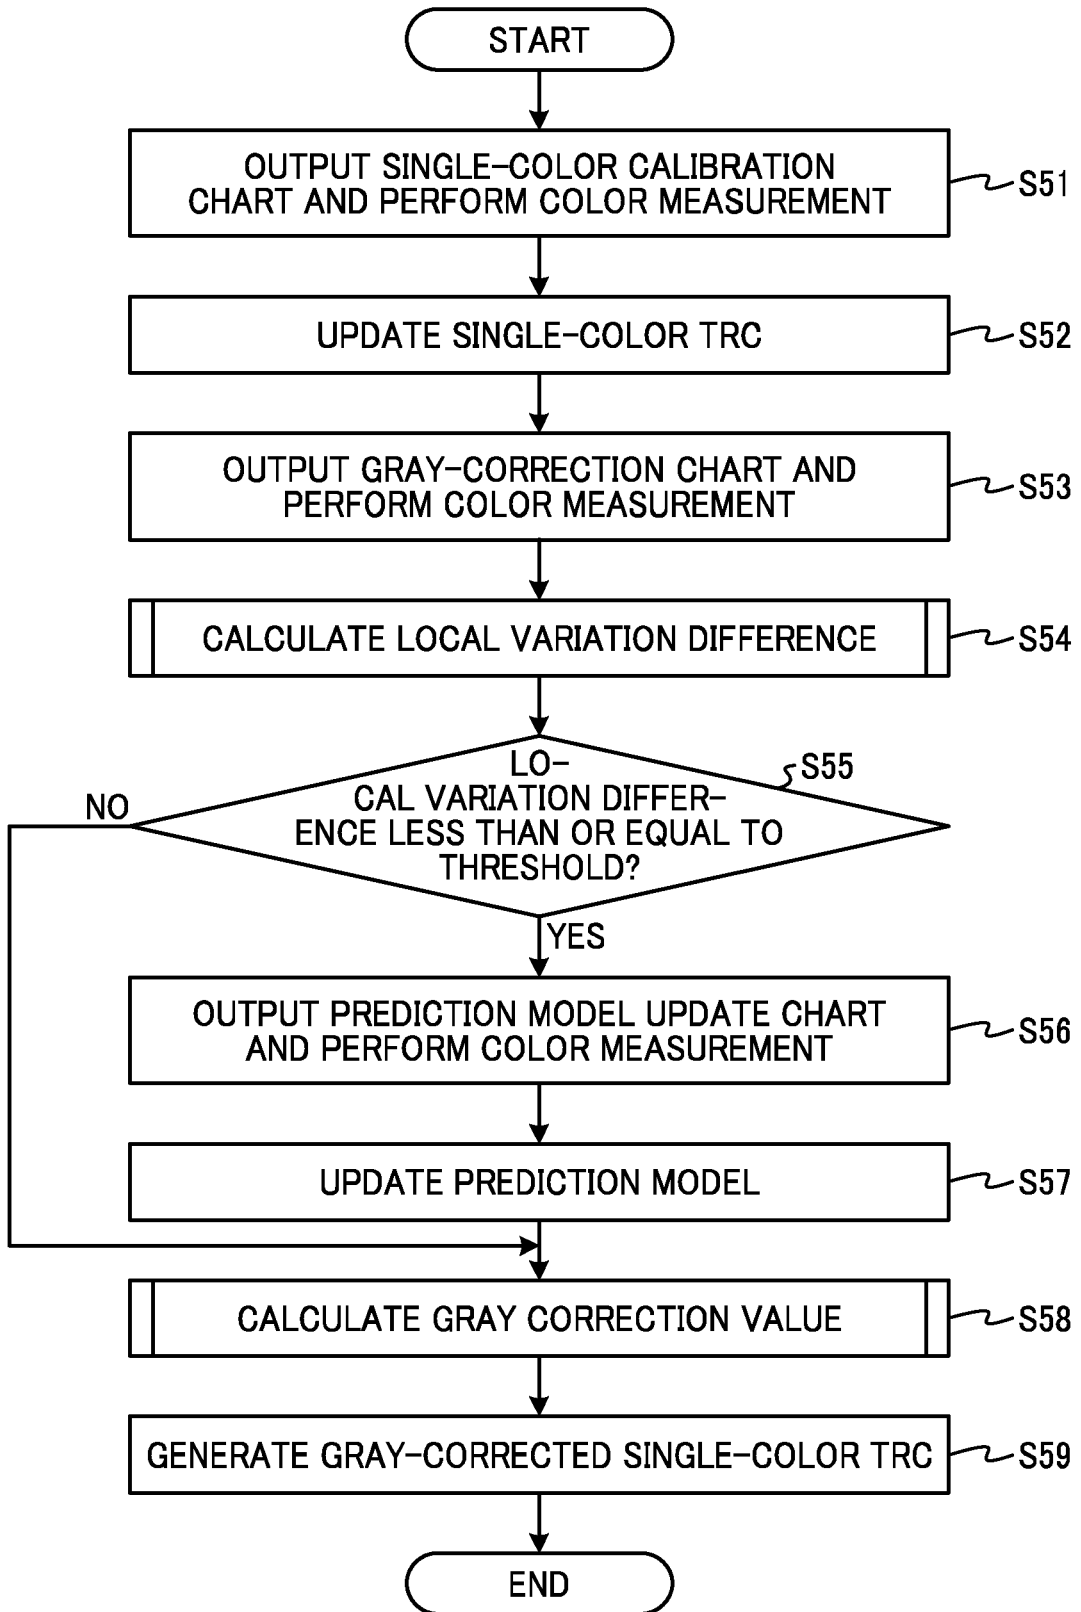 START
OUTPUT SINGLE-COLOR CALIBRATION
CHART AND PERFORM COLOR MEASUREMENT
S51
UPDATE SINGLE-COLOR TRC
S52
OUTPUT GRAY-CORRECTION CHART AND
PERFORM COLOR MEASUREMENT
S53
CALCULATE LOCAL VARIATION DIFFERENCE
S54
LO-
CAL VARIATION DIFFER-
ENCE LESS THAN OR EQUAL TO
THRESHOLD?
S55
NO
YES
OUTPUT PREDICTION MODEL UPDATE CHART
AND PERFORM COLOR MEASUREMENT
S56
UPDATE PREDICTION MODEL
S57
CALCULATE GRAY CORRECTION VALUE
S58
GENERATE GRAY-CORRECTED SINGLE-COLOR TRC
S59
END